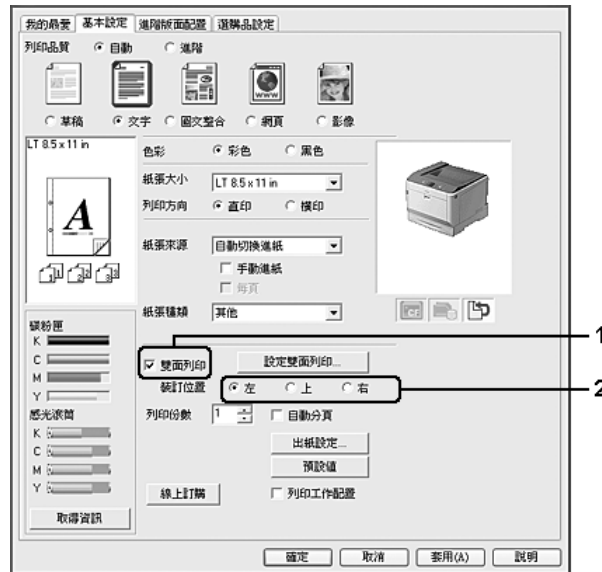 我的最愛 基本設定 進階版面配置 選購品設定
列印品質 自動 進階
WWW
草稿 文字 圖文整合 網頁 影像
LT 8.5 x 11 in
A
色彩 彩色 黑色
紙張大小 LT 8.5 x 11 in
列印方向 直印 橫印
紙張來源 自動切換進紙
手動進紙
每頁
紙張種類 其他
碳粉匣
K
C
M
Y
感光滾筒
K
C
M
Y
取得資訊
雙面列印 設定雙面列印...
1
裝訂位置 左 上 右
2
列印份數 1 自動分頁
出紙設定...
預設值
線上訂購 列印工作配置
確定 取消 套用(A) 說明